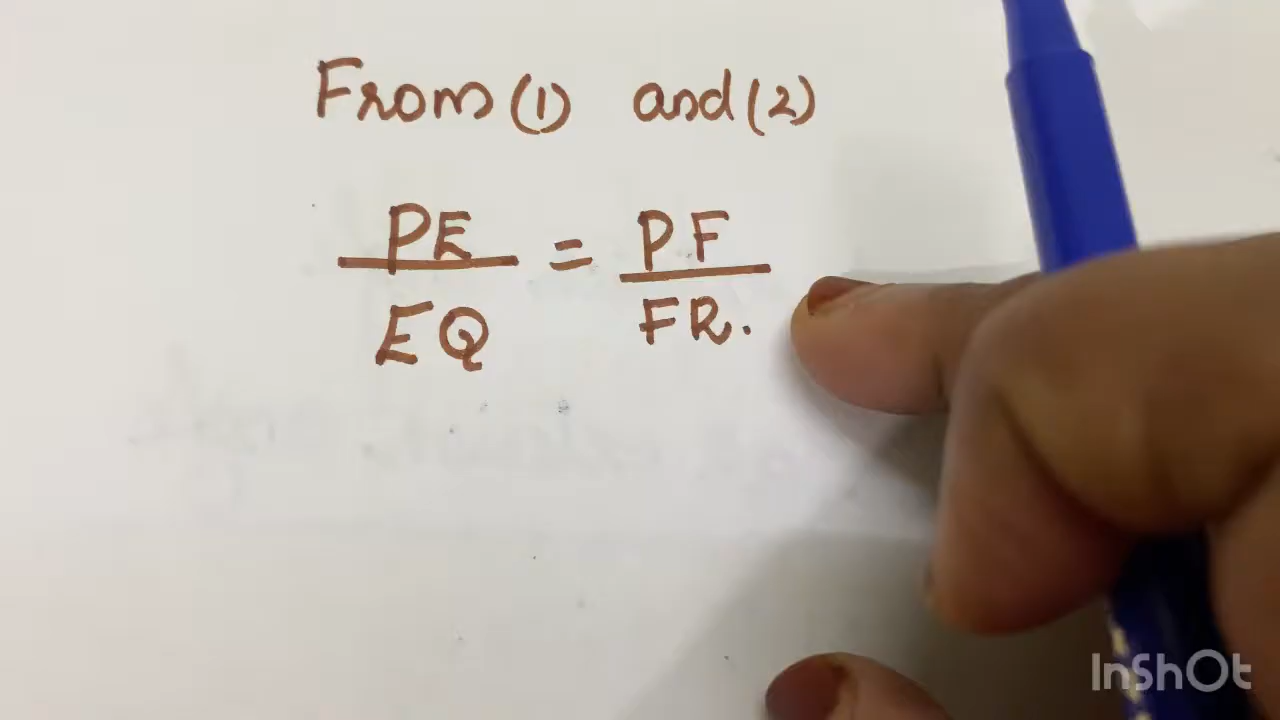 From (1) and (2)
PE = PF
EQ FR.
InShOt